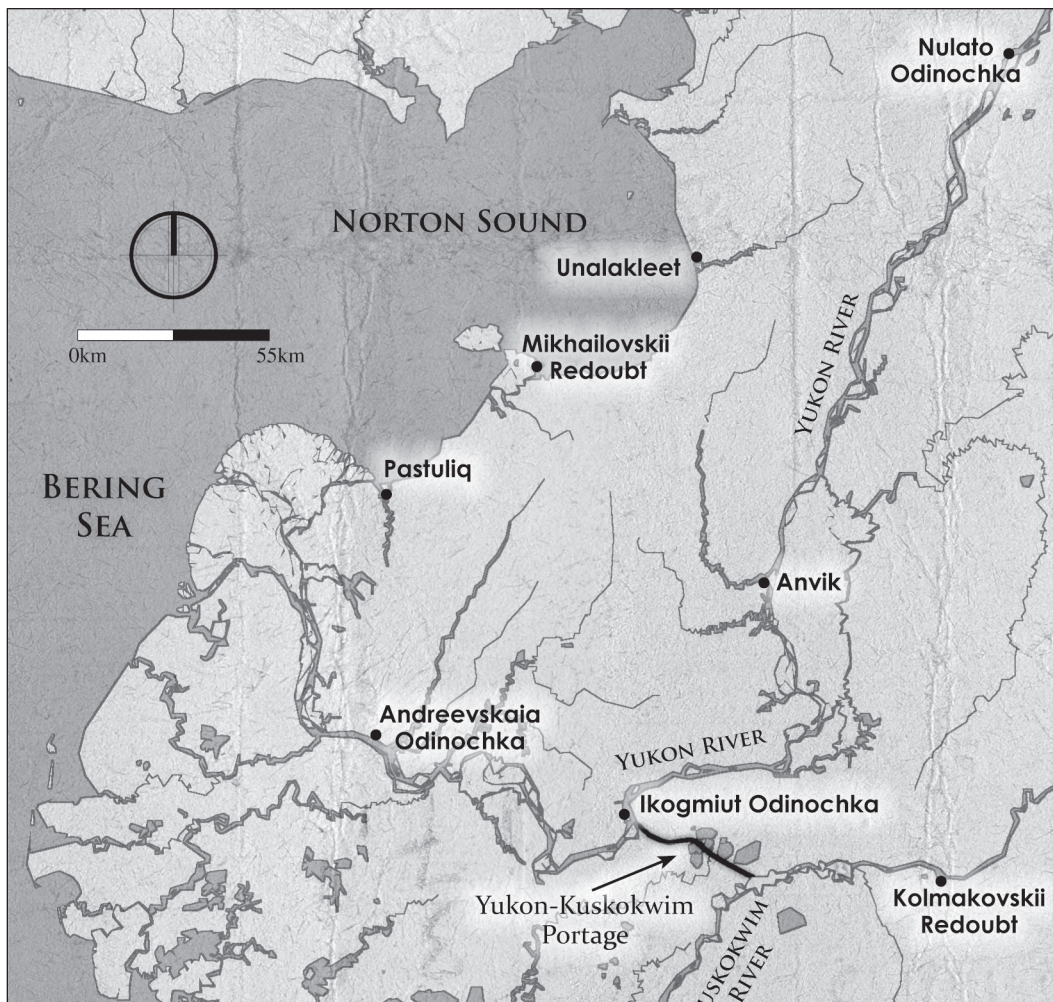 Nulato
Odinochka
NORTON SOUND
Unalakleet
0km
55km
Mikhailovskii
Redoubt
YUKON RIVER
BERING
SEA
Pastuliq
Anvik
Andreevskaia
Odinochka
YUKON RIVER
Ikogmiut Odinochka
Yukon-Kuskokwim
Portage
Kolmakovskii
Redoubt
USKOKWIM
RIVER